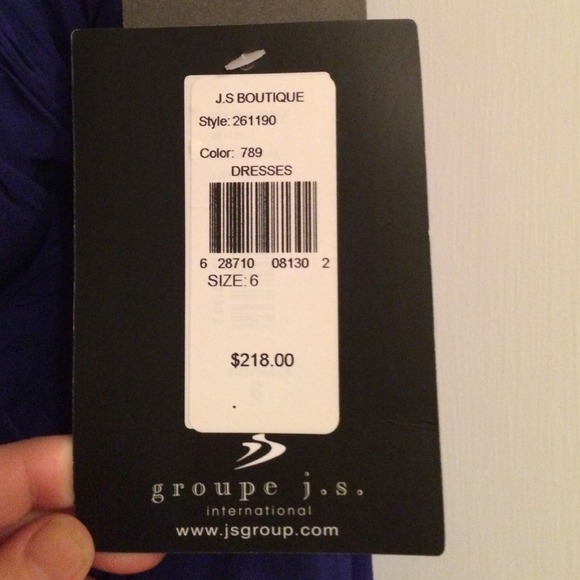 J.S BOUTIQUE
Style: 261190
Color: 789
DRESSES
6 28710 08130 2
SIZE: 6
$218.00
groupe j.s.
international
www.jsgroup.com